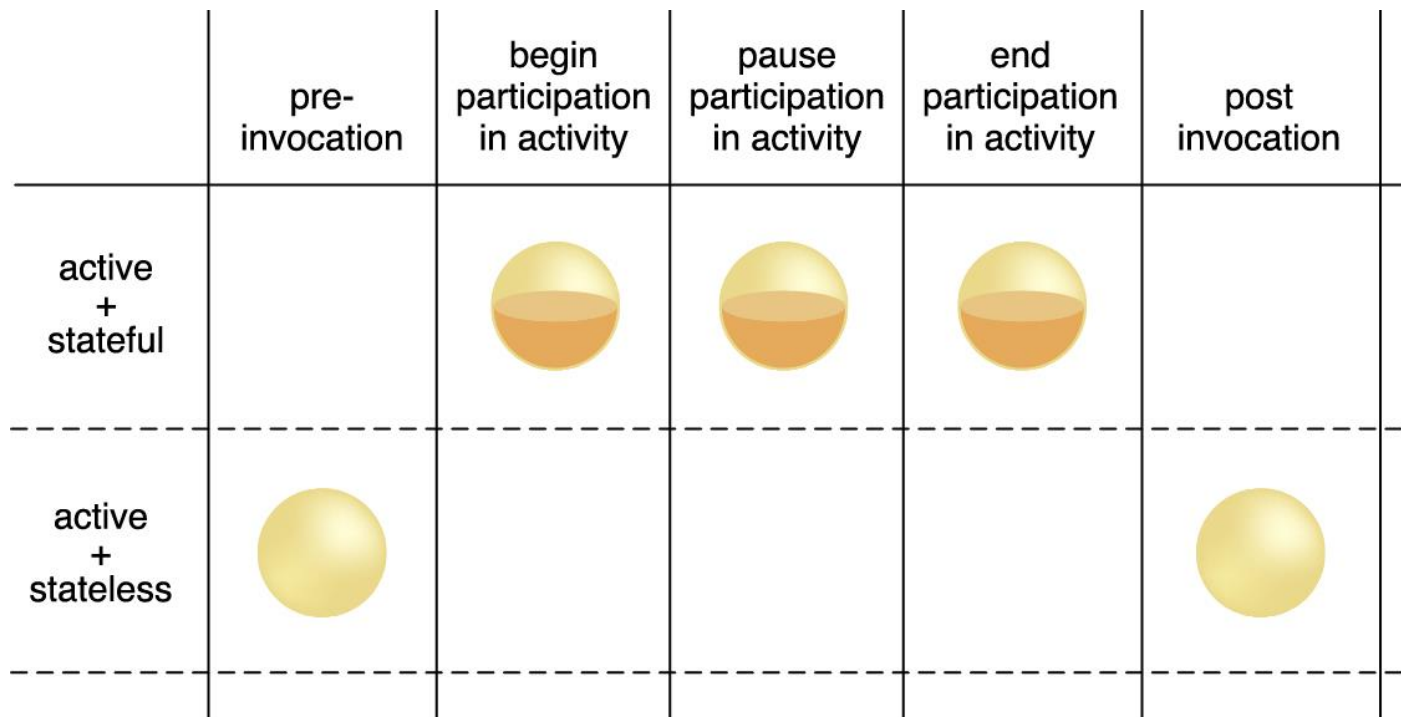 pre-
invocation
begin
participation
in activity
pause
participation
in activity
end
participation
in activity
post
invocation
active
+
stateful
active
+
stateless